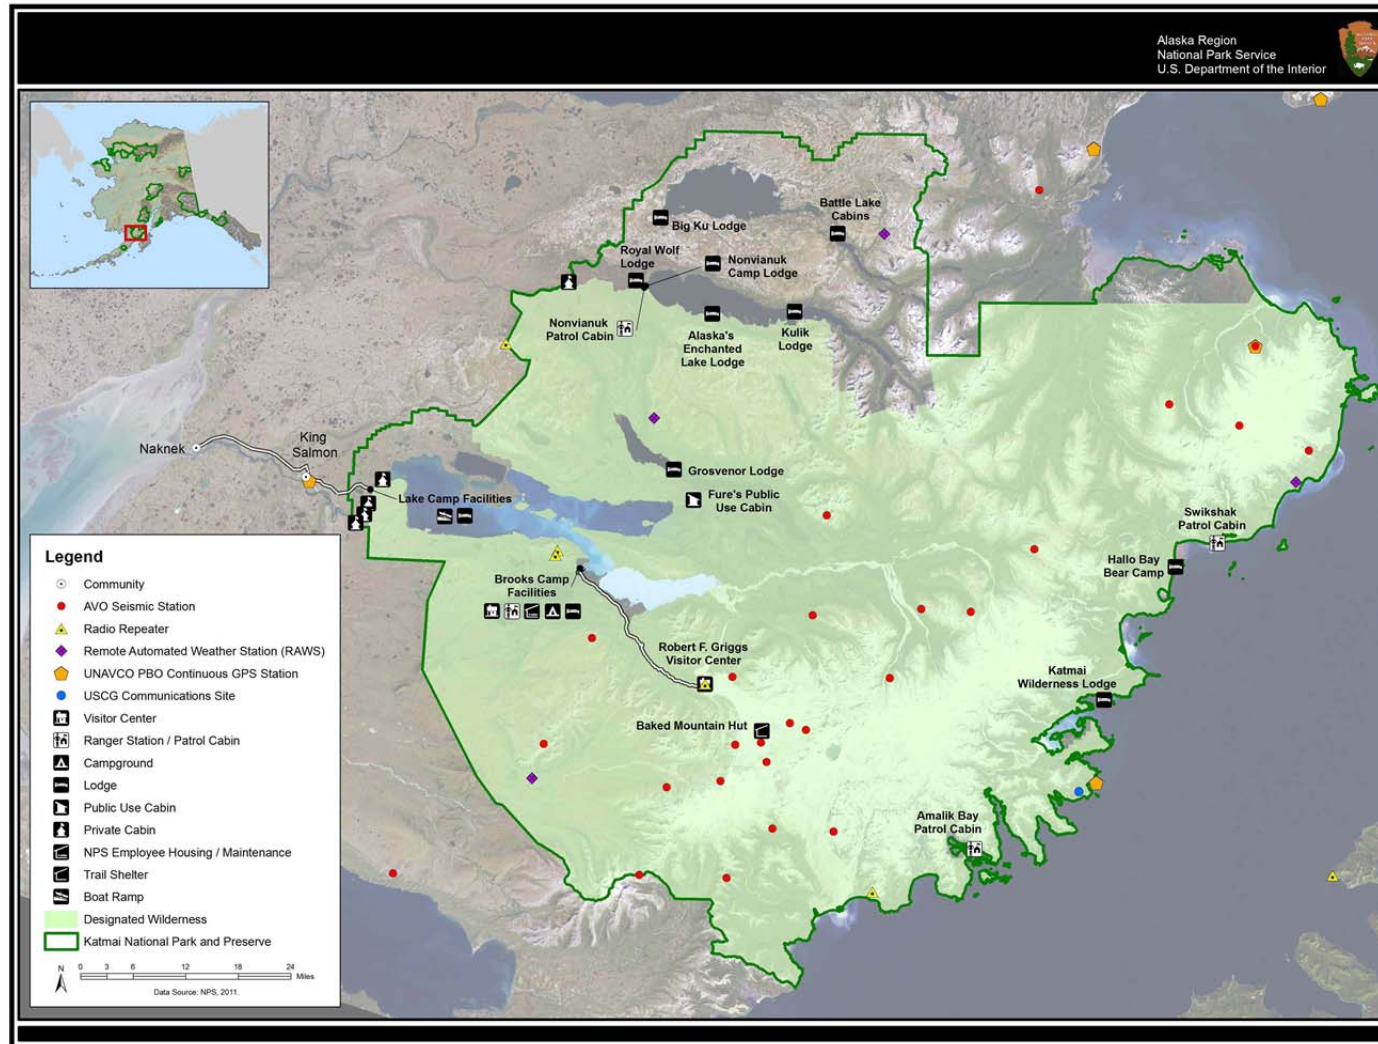 Alaska Region
National Park Service
U.S. Department of the Interior
Battle Lake
Cabins
Big Ku Lodge
Royal Wolf
Lodge
Nonvianuk
Camp Lodge
Nonvianuk
Patrol Cabin
Alaska's
Enchanted
Lake Lodge
Kulik
Lodge
Naknek
King
Salmon
Grosvenor Lodge
Lake Camp Facilities
Fure's Public
Use Cabin
Swikshak
Patrol Cabin
Hallo Bay
Bear Camp
Brooks Camp
Facilities
Robert F. Griggs
Visitor Center
Katmai
Wilderness Lodge
Baked Mountain Hut
Amalik Bay
Patrol Cabin
Legend
Community
AVO Seismic Station
Radio Repeater
Remote Automated Weather Station (RAWS)
UNAVCO PBO Continuous GPS Station
USCG Communications Site
Visitor Center
Ranger Station / Patrol Cabin
Campground
Lodge
Public Use Cabin
Private Cabin
NPS Employee Housing / Maintenance
Trail Shelter
Boat Ramp
Designated Wilderness
Katmai National Park and Preserve
N
0 3 6 12 18 24
Miles
Data Source: NPS, 2011.